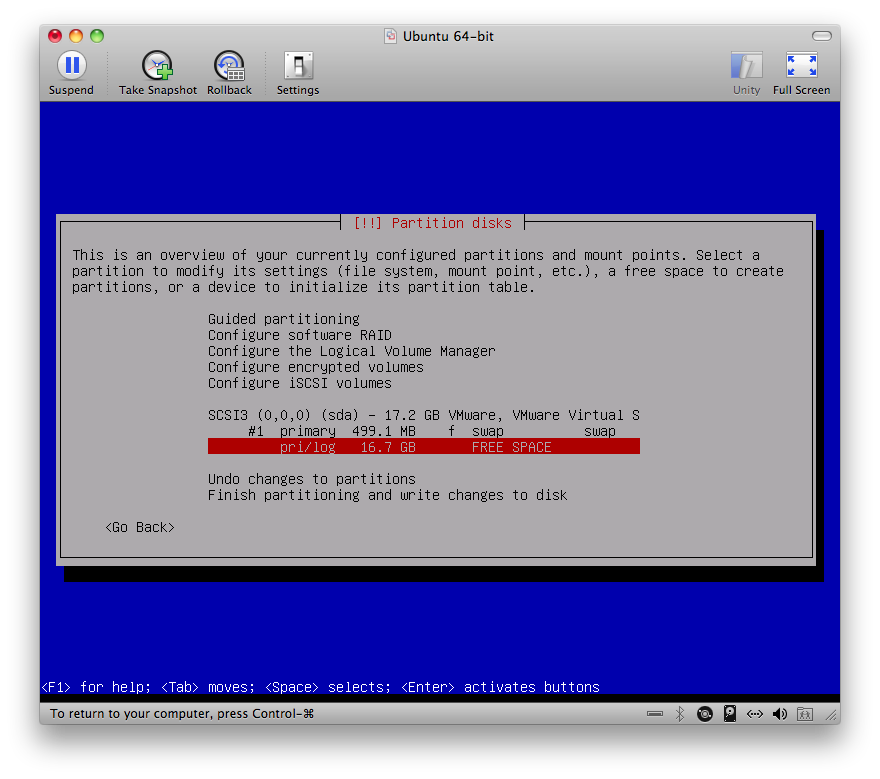 Ubuntu 64-bit
Suspend Take Snapshot Rollback Settings Unity Full Screen
[!!] Partition disks
This is an overview of your currently configured partitions and mount points. Select a
partition to modify its settings (file system, mount point, etc.), a free space to create
partitions, or a device to initialize its partition table.
Guided partitioning
Configure software RAID
Configure the Logical Volume Manager
Configure encrypted volumes
Configure iSCSI volumes
SCSI3 (0,0,0) (sda) - 17.2 GB VMware, VMware Virtual S
#1 primary 499.1 MB f swap swap
pri/log 16.7 GB FREE SPACE
Undo changes to partitions
Finish partitioning and write changes to disk
<Go Back>
<F1> for help; <Tab> moves; <Space> selects; <Enter> activates buttons
To return to your computer, press Control-⌘